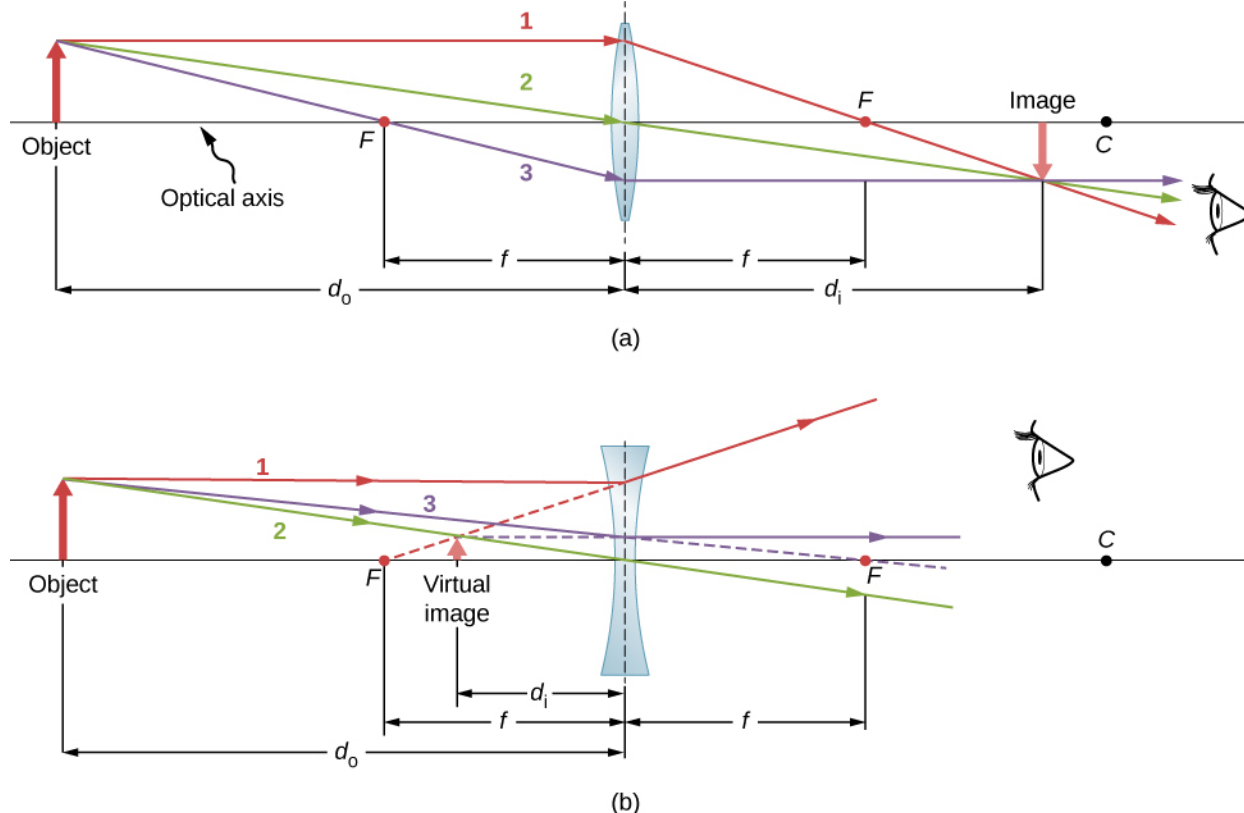 1
2
F
Image
Object
F
C
3
Optical axis
f
f
dₒ
dᵢ
(a)
1
3
2
C
Object
F
Virtual
image
F
dᵢ
f
f
dₒ
(b)